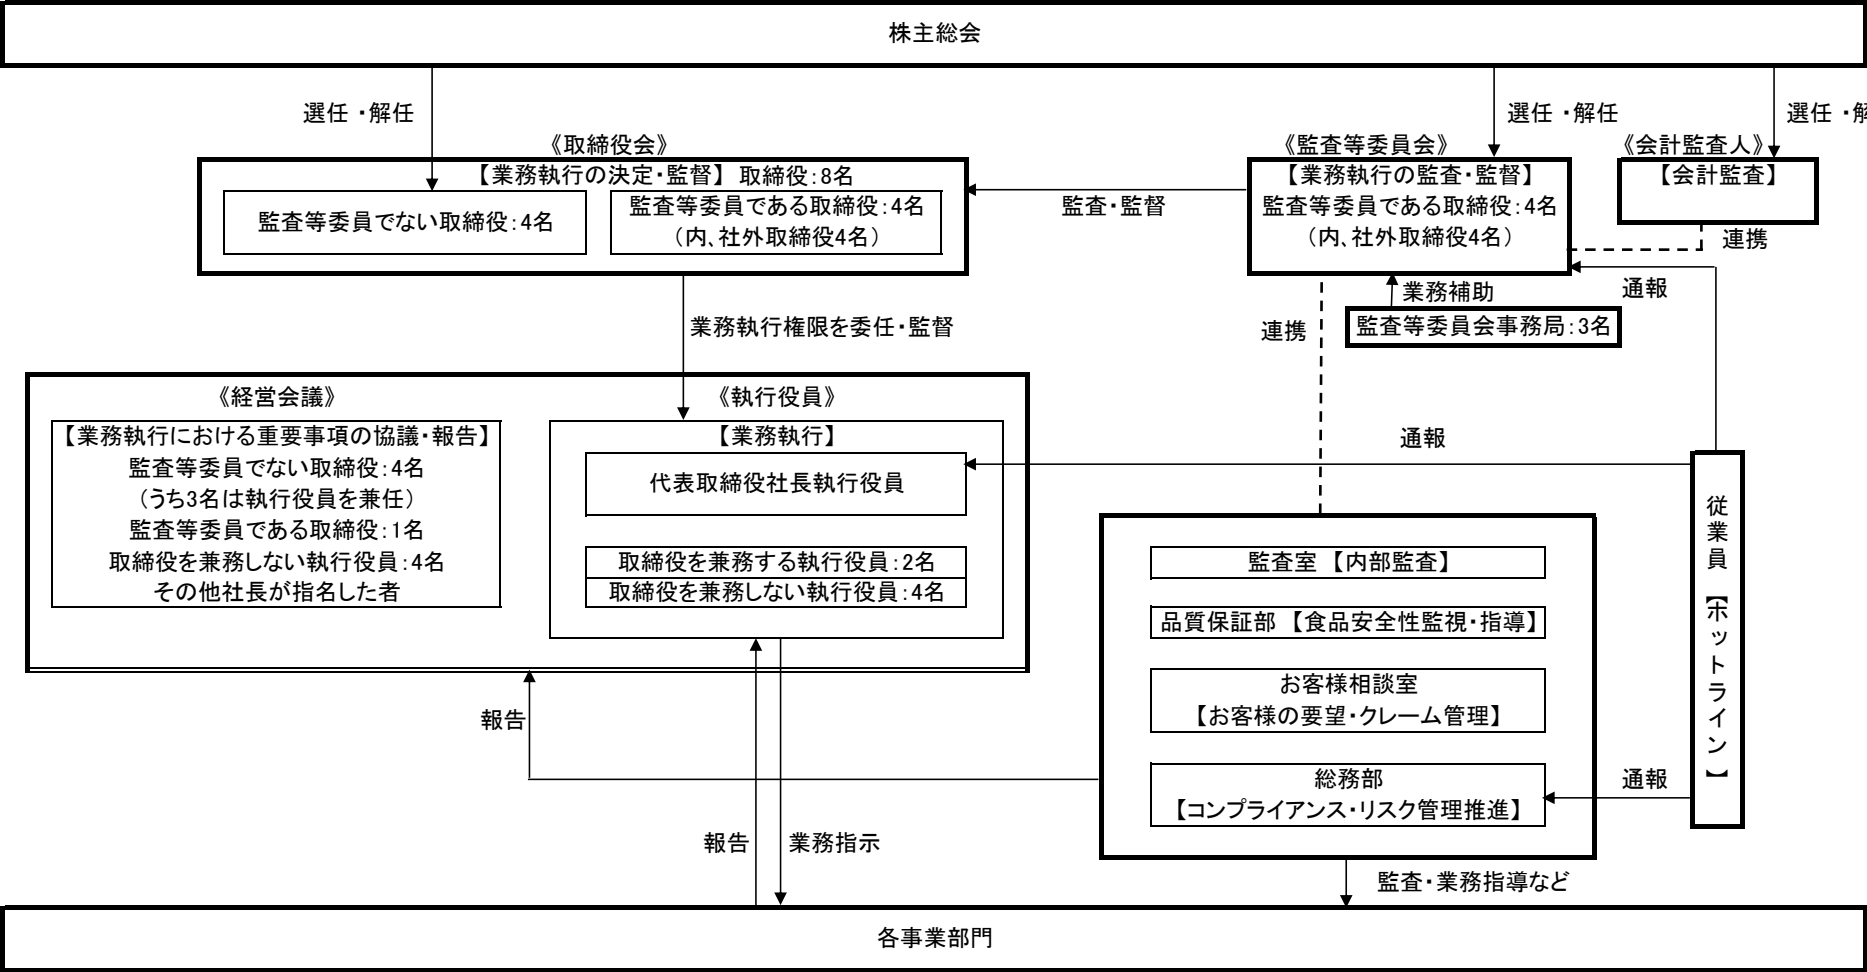 株主総会
選任・解任
選任・解任
選任・解
《取締役会》
【業務執行の決定・監督】取締役：8名
監査等委員でない取締役：4名
監査等委員である取締役：4名
（内、社外取締役4名）
監査・監督
《監査等委員会》
【業務執行の監査・監督】
監査等委員である取締役：4名
（内、社外取締役4名）
《会計監査人》
【会計監査】
連携
通報
業務補助
監査等委員会事務局：3名
連携
業務執行権限を委任・監督
《経営会議》
【業務執行における重要事項の協議・報告】
監査等委員でない取締役：4名
（うち3名は執行役員を兼任）
監査等委員である取締役：1名
取締役を兼務しない執行役員：4名
その他社長が指名した者
《執行役員》
【業務執行】
代表取締役社長執行役員
取締役を兼務する執行役員：2名
取締役を兼務しない執行役員：4名
通報
従業員【ホットライン】
監査室【内部監査】
品質保証部【食品安全性監視・指導】
お客様相談室
【お客様の要望・クレーム管理】
総務部
【コンプライアンス・リスク管理推進】
通報
報告
報告
業務指示
監査・業務指導など
各事業部門